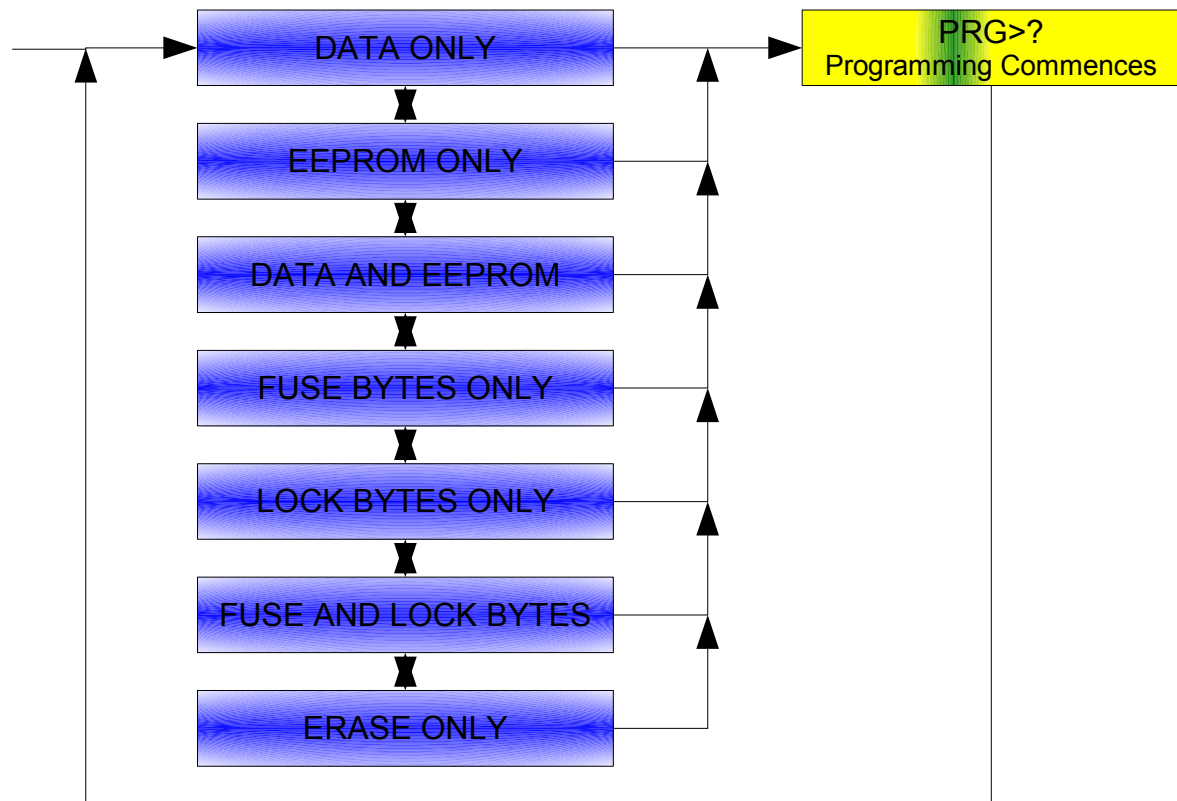 DATA ONLY
PRG>?
Programming Commences
EEPROM ONLY
DATA AND EEPROM
FUSE BYTES ONLY
LOCK BYTES ONLY
FUSE AND LOCK BYTES
ERASE ONLY